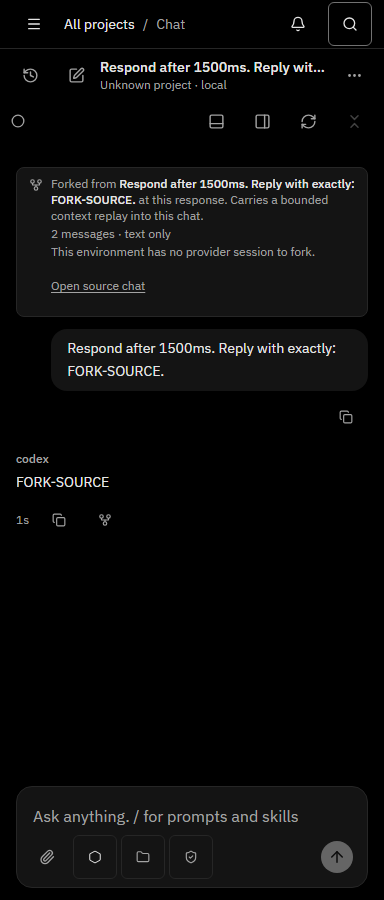 All projects / Chat
Respond after 1500ms. Reply wit...
Unknown project · local
Forked from Respond after 1500ms. Reply with exactly:
FORK-SOURCE. at this response. Carries a bounded
context replay into this chat.
2 messages · text only
This environment has no provider session to fork.
Open source chat
Respond after 1500ms. Reply with exactly:
FORK-SOURCE.
codex
FORK-SOURCE
1s
Ask anything. / for prompts and skills